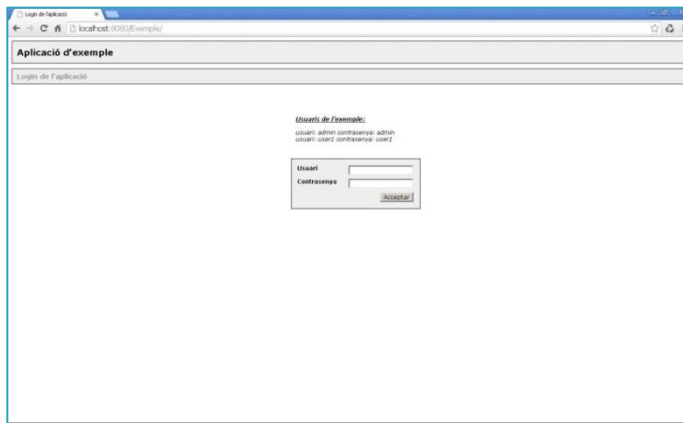 Login de l'aplicació
localhost:8080/Exemple/
Aplicació d'exemple
Login de l'aplicació
Usuaris de l'exemple:
usuari: admin contrasenya: admin
usuari: user1 contrasenya: user1
Usuari
Contrasenya
Acceptar